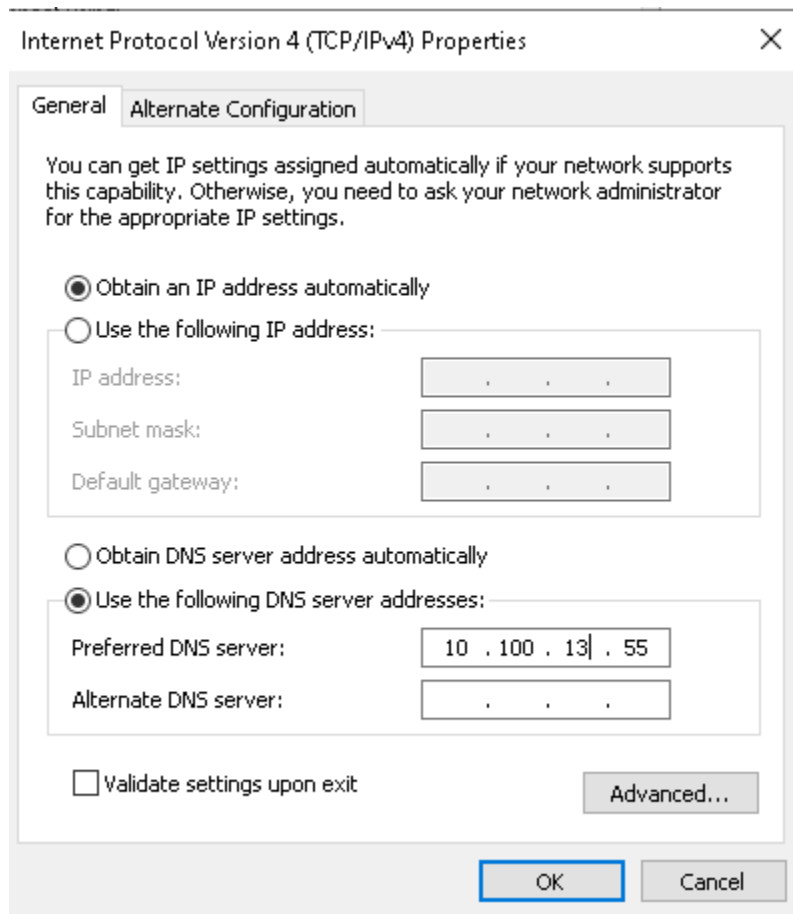 Internet Protocol Version 4 (TCP/IPv4) Properties
General
Alternate Configuration
You can get IP settings assigned automatically if your network supports
this capability. Otherwise, you need to ask your network administrator
for the appropriate IP settings.
Obtain an IP address automatically
Use the following IP address:
IP address:
. . .
Subnet mask:
. . .
Default gateway:
. . .
Obtain DNS server address automatically
Use the following DNS server addresses:
Preferred DNS server:
10 . 100 . 13 . 55
Alternate DNS server:
. . .
Validate settings upon exit
Advanced...
OK
Cancel